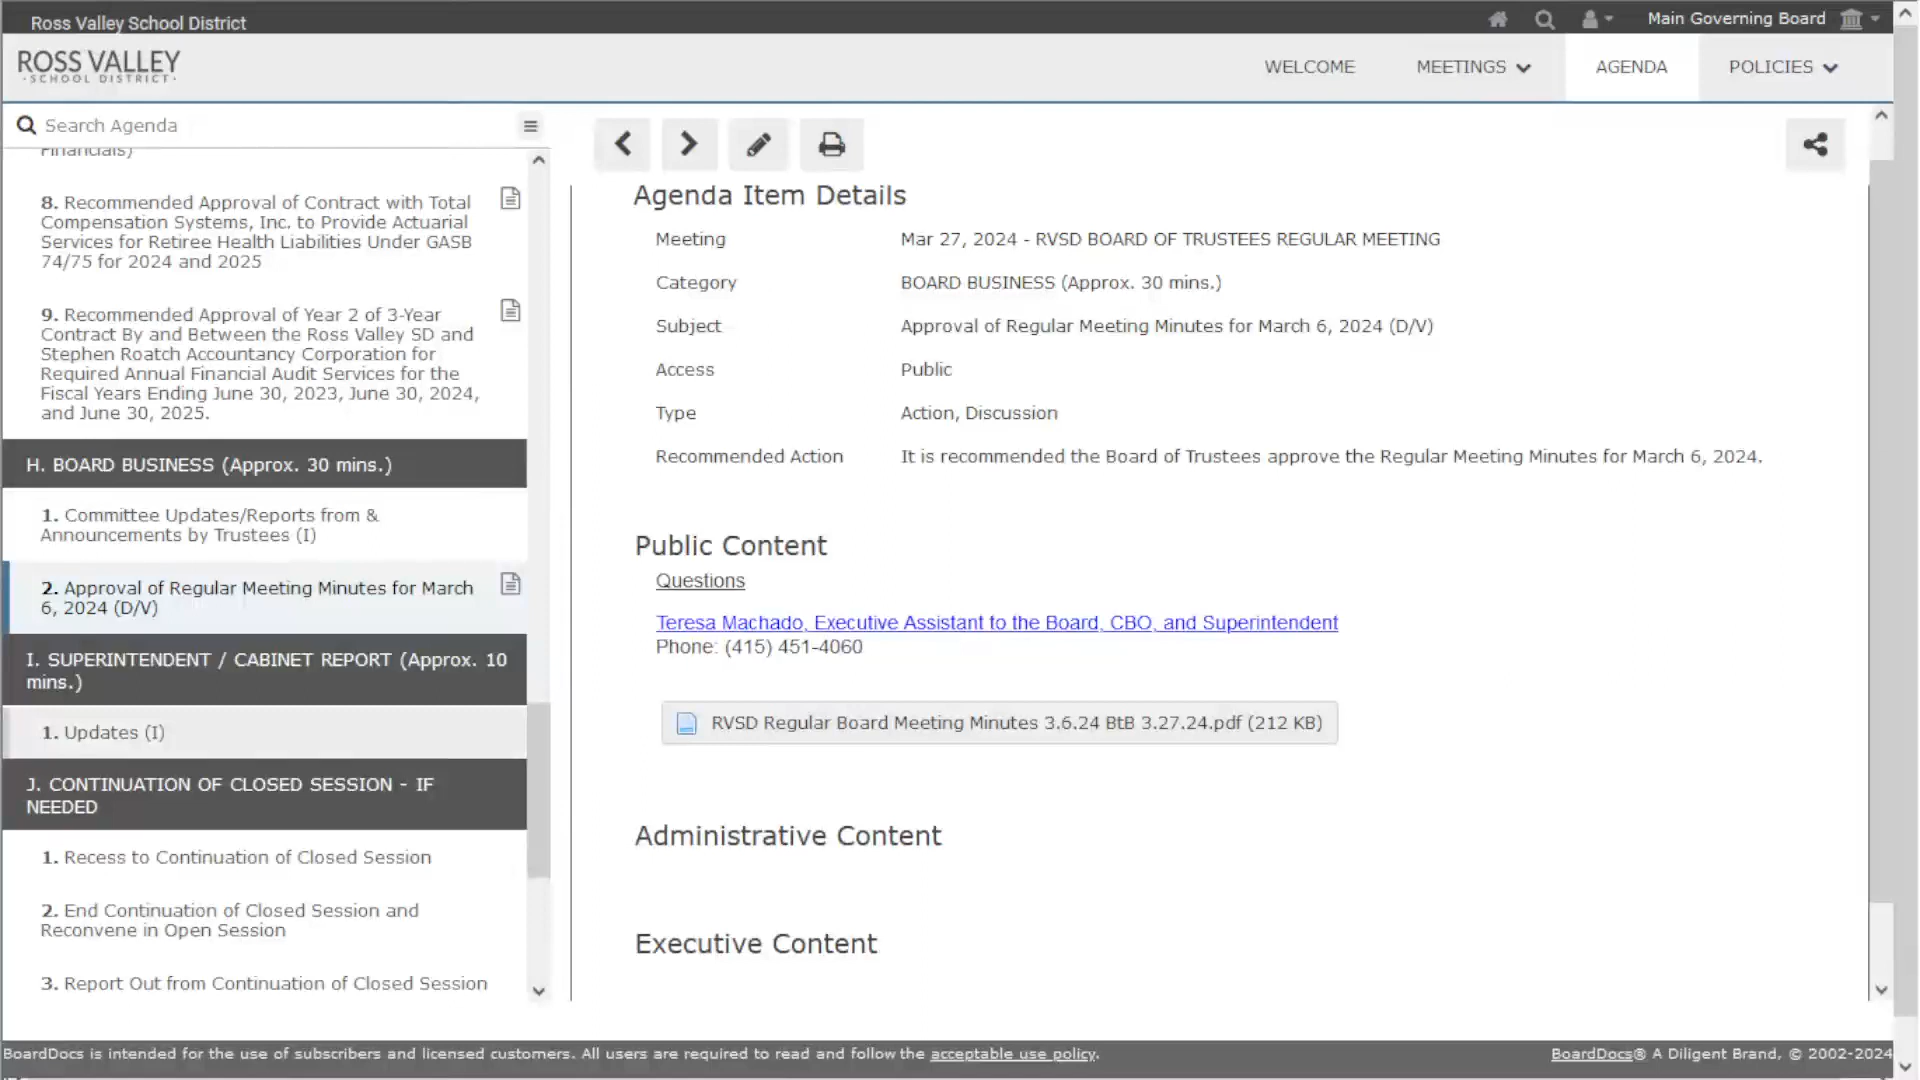 Ross Valley School District
Main Governing Board
ROSS VALLEY
·SCHOOL DISTRICT·
WELCOME
MEETINGS
AGENDA
POLICIES
Search Agenda
Financials)
8. Recommended Approval of Contract with Total
Compensation Systems, Inc. to Provide Actuarial
Services for Retiree Health Liabilities Under GASB
74/75 for 2024 and 2025
9. Recommended Approval of Year 2 of 3-Year
Contract By and Between the Ross Valley SD and
Stephen Roatch Accountancy Corporation for
Required Annual Financial Audit Services for the
Fiscal Years Ending June 30, 2023, June 30, 2024,
and June 30, 2025.
H. BOARD BUSINESS (Approx. 30 mins.)
1. Committee Updates/Reports from &
Announcements by Trustees (I)
2. Approval of Regular Meeting Minutes for March
6, 2024 (D/V)
I. SUPERINTENDENT / CABINET REPORT (Approx. 10
mins.)
1. Updates (I)
J. CONTINUATION OF CLOSED SESSION - IF
NEEDED
1. Recess to Continuation of Closed Session
2. End Continuation of Closed Session and
Reconvene in Open Session
3. Report Out from Continuation of Closed Session
Agenda Item Details
Meeting Mar 27, 2024 - RVSD BOARD OF TRUSTEES REGULAR MEETING
Category BOARD BUSINESS (Approx. 30 mins.)
Subject Approval of Regular Meeting Minutes for March 6, 2024 (D/V)
Access Public
Type Action, Discussion
Recommended Action It is recommended the Board of Trustees approve the Regular Meeting Minutes for March 6, 2024.
Public Content
Questions
Teresa Machado, Executive Assistant to the Board, CBO, and Superintendent
Phone: (415) 451-4060
RVSD Regular Board Meeting Minutes 3.6.24 BtB 3.27.24.pdf (212 KB)
Administrative Content
Executive Content
BoardDocs is intended for the use of subscribers and licensed customers. All users are required to read and follow the acceptable use policy.
BoardDocs® A Diligent Brand, © 2002-2024